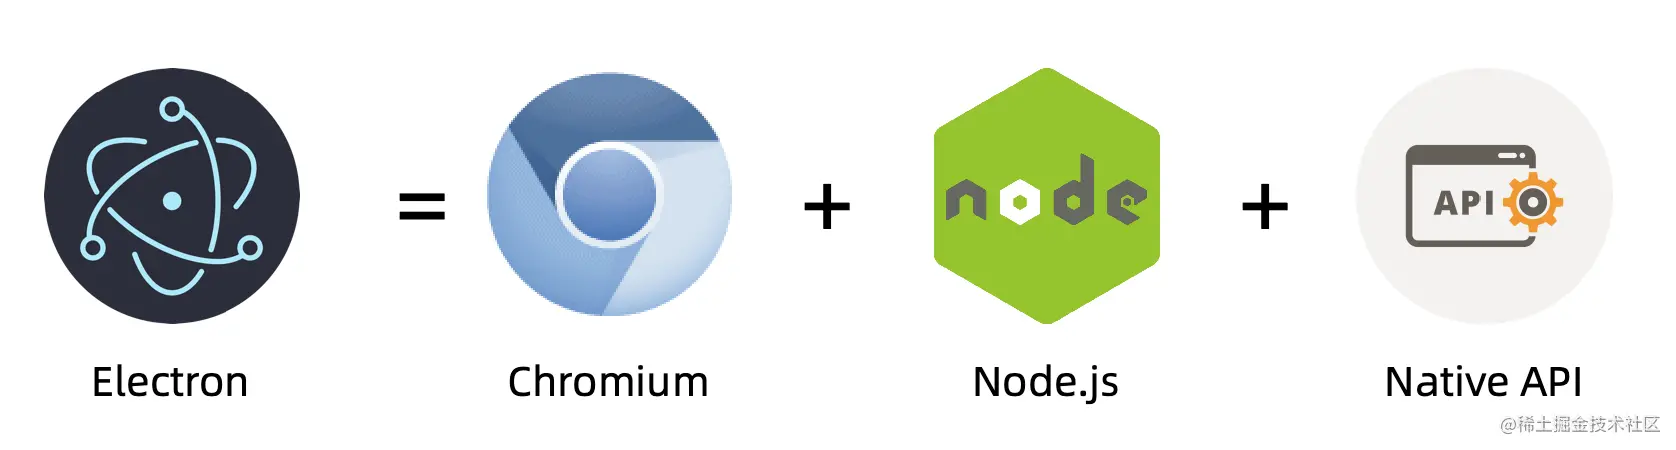 =
+
node
+
API
Electron
Chromium
Node.js
Native API
@稀土掘金技术社区